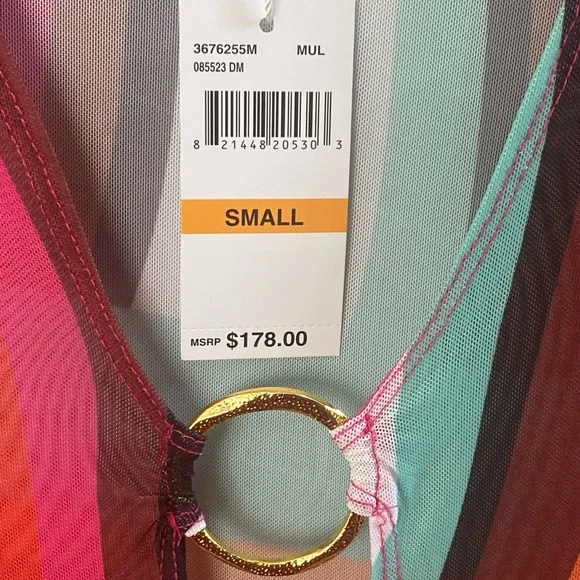 3676255M MUL
085523 DM
8 21448 20530 3
SMALL
MSRP $178.00